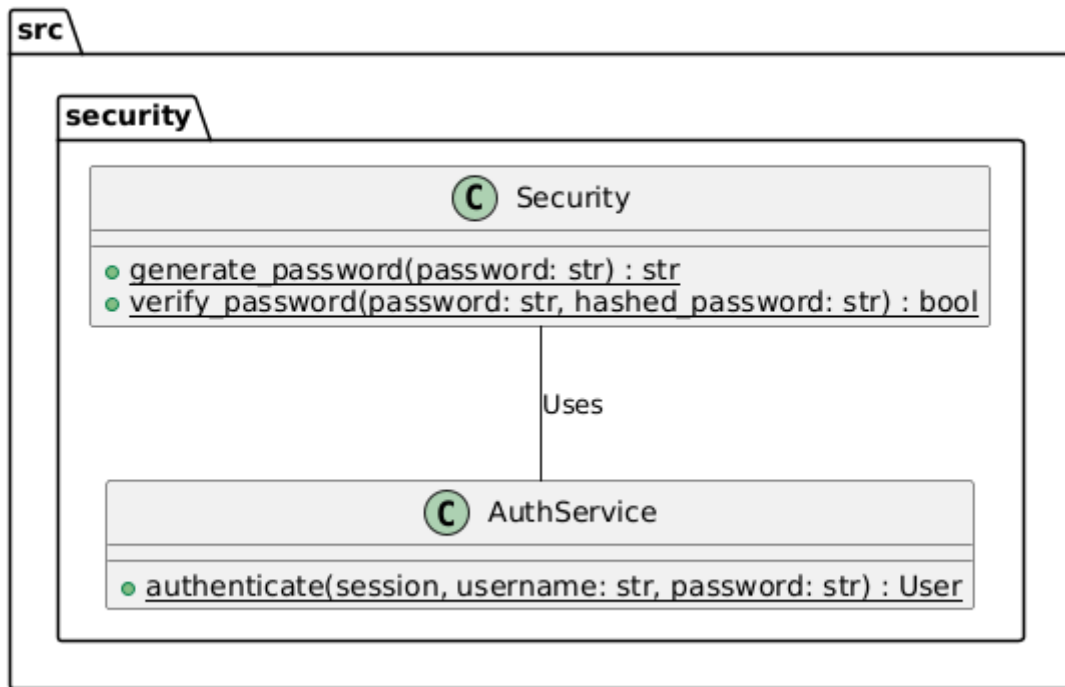 src
security
C Security
generate_password(password: str) : str
verify_password(password: str, hashed_password: str) : bool
Uses
C AuthService
authenticate(session, username: str, password: str) : User